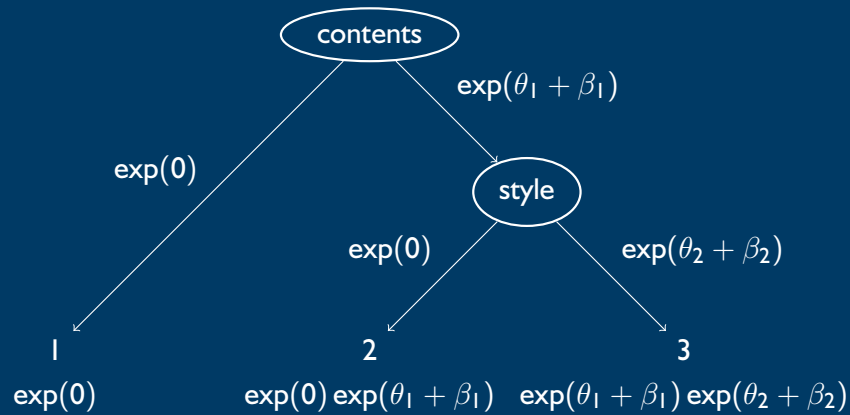 contents
exp(θ₁ + β₁)
exp(0)
style
exp(0)
exp(θ₂ + β₂)
1 2 3
exp(0) exp(0) exp(θ₁ + β₁) exp(θ₁ + β₁) exp(θ₂ + β₂)